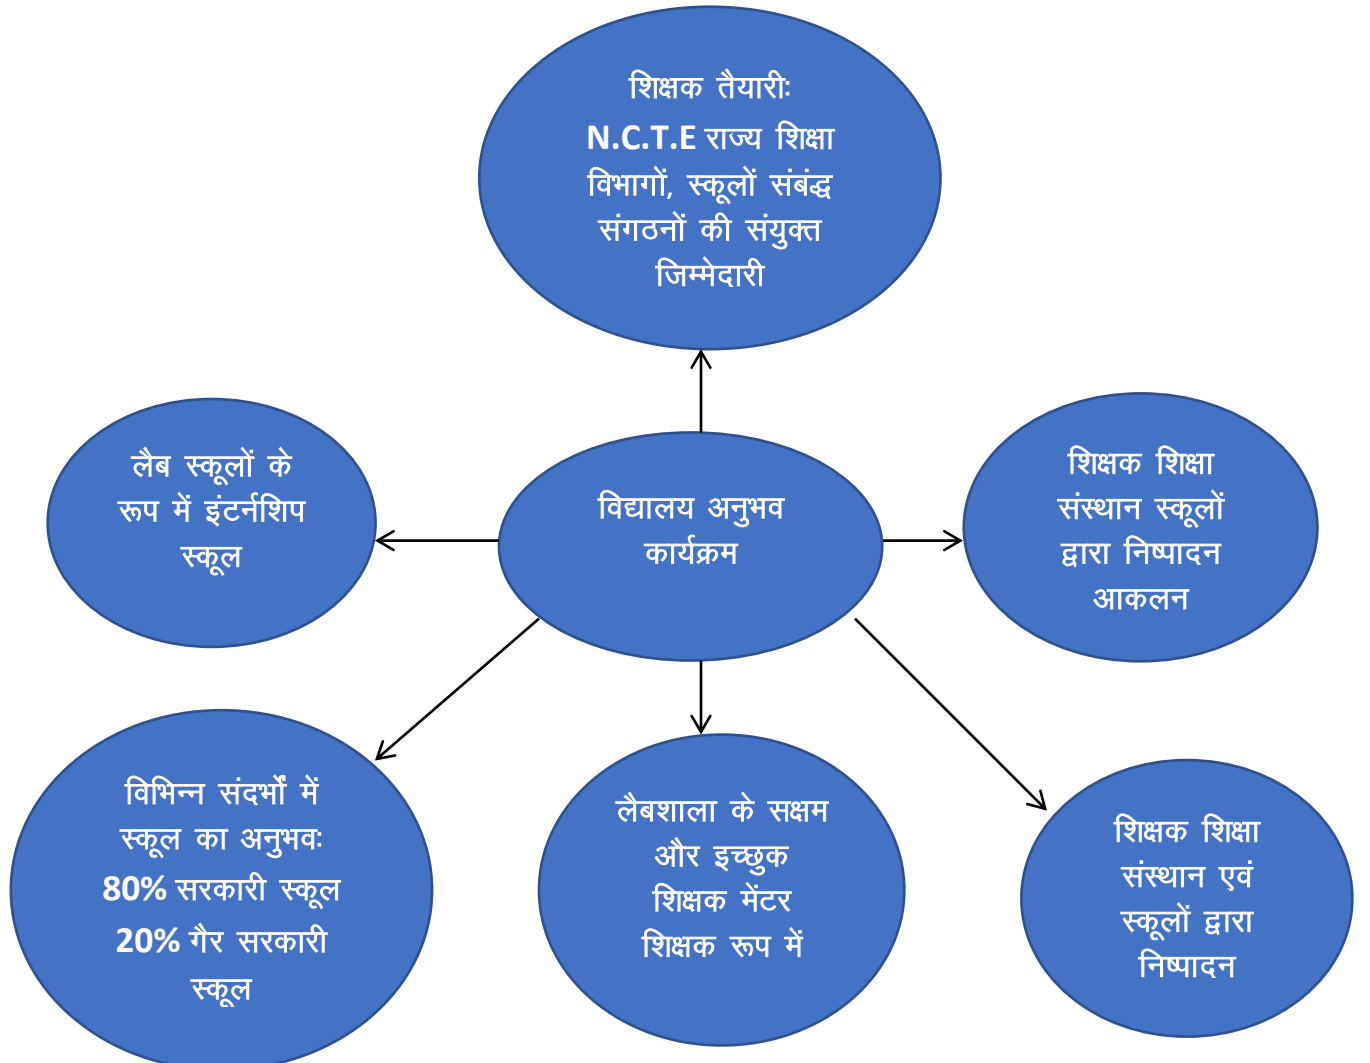 शिक्षक तैयारीः
N.C.T.E राज्य शिक्षा
विभागों, स्कूलों संबंद्ध
संगठनों की संयुक्त
जिम्मेदारी
लैब स्कूलों के
रूप में इंटर्नशिप
स्कूल
विद्यालय अनुभव
कार्यक्रम
शिक्षक शिक्षा
संस्थान स्कूलों
द्वारा निष्पादन
आकलन
विभिन्न संदर्भों में
स्कूल का अनुभवः
80% सरकारी स्कूल
20% गैर सरकारी
स्कूल
लैबशाला के सक्षम
और इच्छुक
शिक्षक मेंटर
शिक्षक रूप में
शिक्षक शिक्षा
संस्थान एवं
स्कूलों द्वारा
निष्पादन